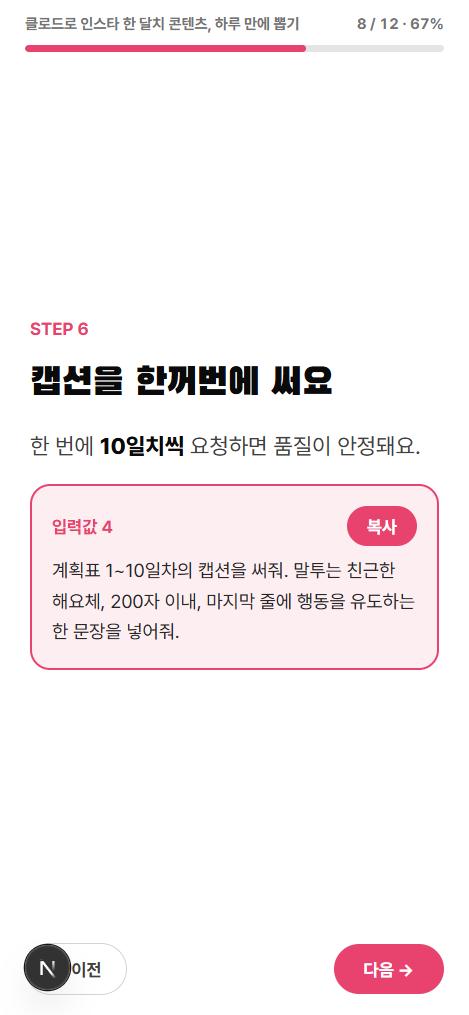 클로드로 인스타 한 달치 콘텐츠, 하루 만에 뽑기
8 / 12 · 67%
STEP 6
캡션을 한꺼번에 써요
한 번에 10일치씩 요청하면 품질이 안정돼요.
입력값 4
복사
계획표 1~10일차의 캡션을 써줘. 말투는 친근한
해요체, 200자 이내, 마지막 줄에 행동을 유도하는
한 문장을 넣어줘.
N
이전
다음 →